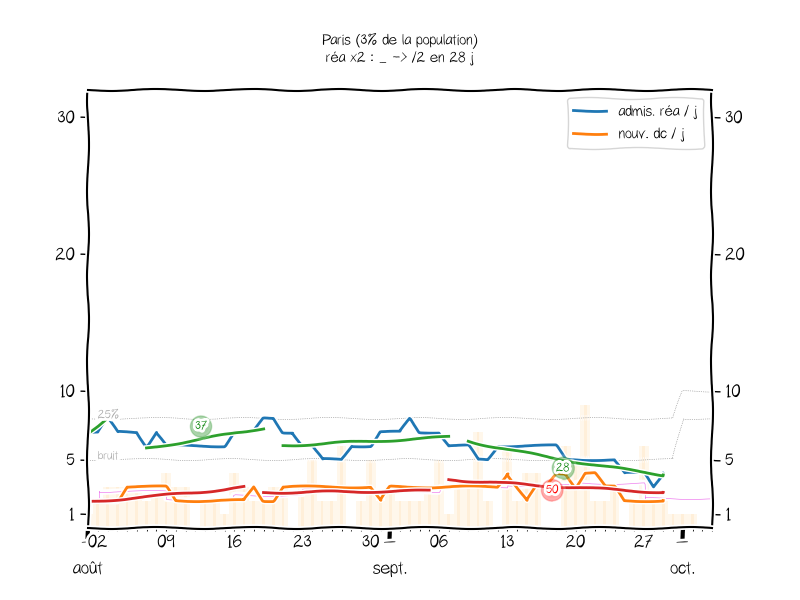 Paris (3% de la population)
réa x2 : _ -> /2 en 28 j
admis. réa / j
nouv. dc / j
30
30
20
20
10
10
25%
37
bruit
5
5
28
50
1
1
02 09 16 23 30 06 13 20 27
août sept. oct.